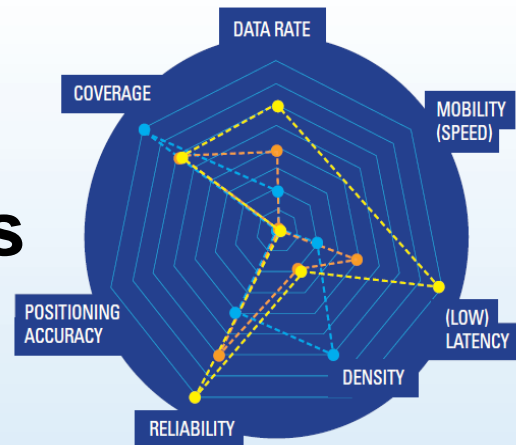 DATA RATE
COVERAGE
MOBILITY
(SPEED)
s
POSITIONING
ACCURACY
(LOW)
LATENCY
DENSITY
RELIABILITY